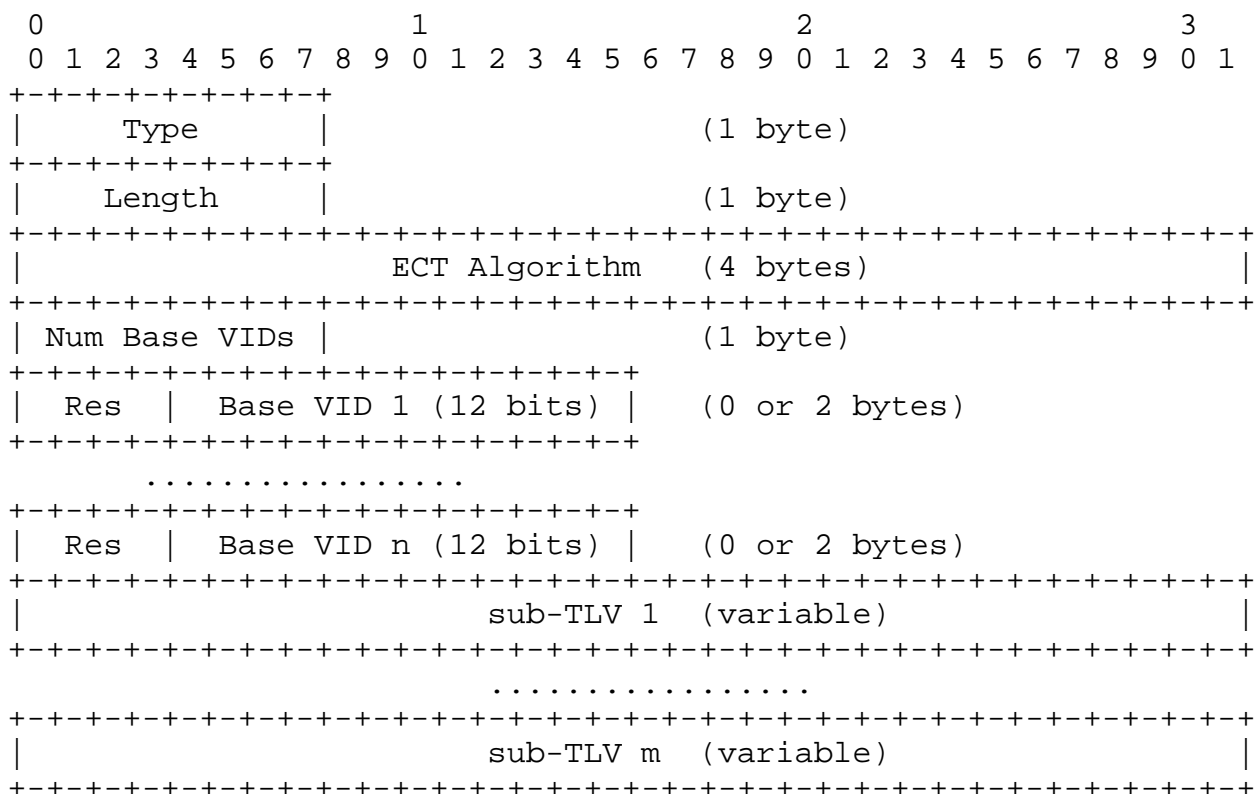 0                   1                   2                   3
 0 1 2 3 4 5 6 7 8 9 0 1 2 3 4 5 6 7 8 9 0 1 2 3 4 5 6 7 8 9 0 1
+-+-+-+-+-+-+-+-+
|     Type      |                   (1 byte)
+-+-+-+-+-+-+-+-+
|    Length     |                   (1 byte)
+-+-+-+-+-+-+-+-+-+-+-+-+-+-+-+-+-+-+-+-+-+-+-+-+-+-+-+-+-+-+-+-+
|                   ECT Algorithm   (4 bytes)                   |
+-+-+-+-+-+-+-+-+-+-+-+-+-+-+-+-+-+-+-+-+-+-+-+-+-+-+-+-+-+-+-+-+
| Num Base VIDs |                   (1 byte)
+-+-+-+-+-+-+-+-+-+-+-+-+-+-+-+-+
|  Res  |  Base VID 1 (12 bits) |   (0 or 2 bytes)
+-+-+-+-+-+-+-+-+-+-+-+-+-+-+-+-+
       .................
+-+-+-+-+-+-+-+-+-+-+-+-+-+-+-+-+
|  Res  |  Base VID n (12 bits) |   (0 or 2 bytes)
+-+-+-+-+-+-+-+-+-+-+-+-+-+-+-+-+-+-+-+-+-+-+-+-+-+-+-+-+-+-+-+-+
|                        sub-TLV 1  (variable)                  |
+-+-+-+-+-+-+-+-+-+-+-+-+-+-+-+-+-+-+-+-+-+-+-+-+-+-+-+-+-+-+-+-+
                         .................
+-+-+-+-+-+-+-+-+-+-+-+-+-+-+-+-+-+-+-+-+-+-+-+-+-+-+-+-+-+-+-+-+
|                        sub-TLV m  (variable)                  |
+-+-+-+-+-+-+-+-+-+-+-+-+-+-+-+-+-+-+-+-+-+-+-+-+-+-+-+-+-+-+-+-+